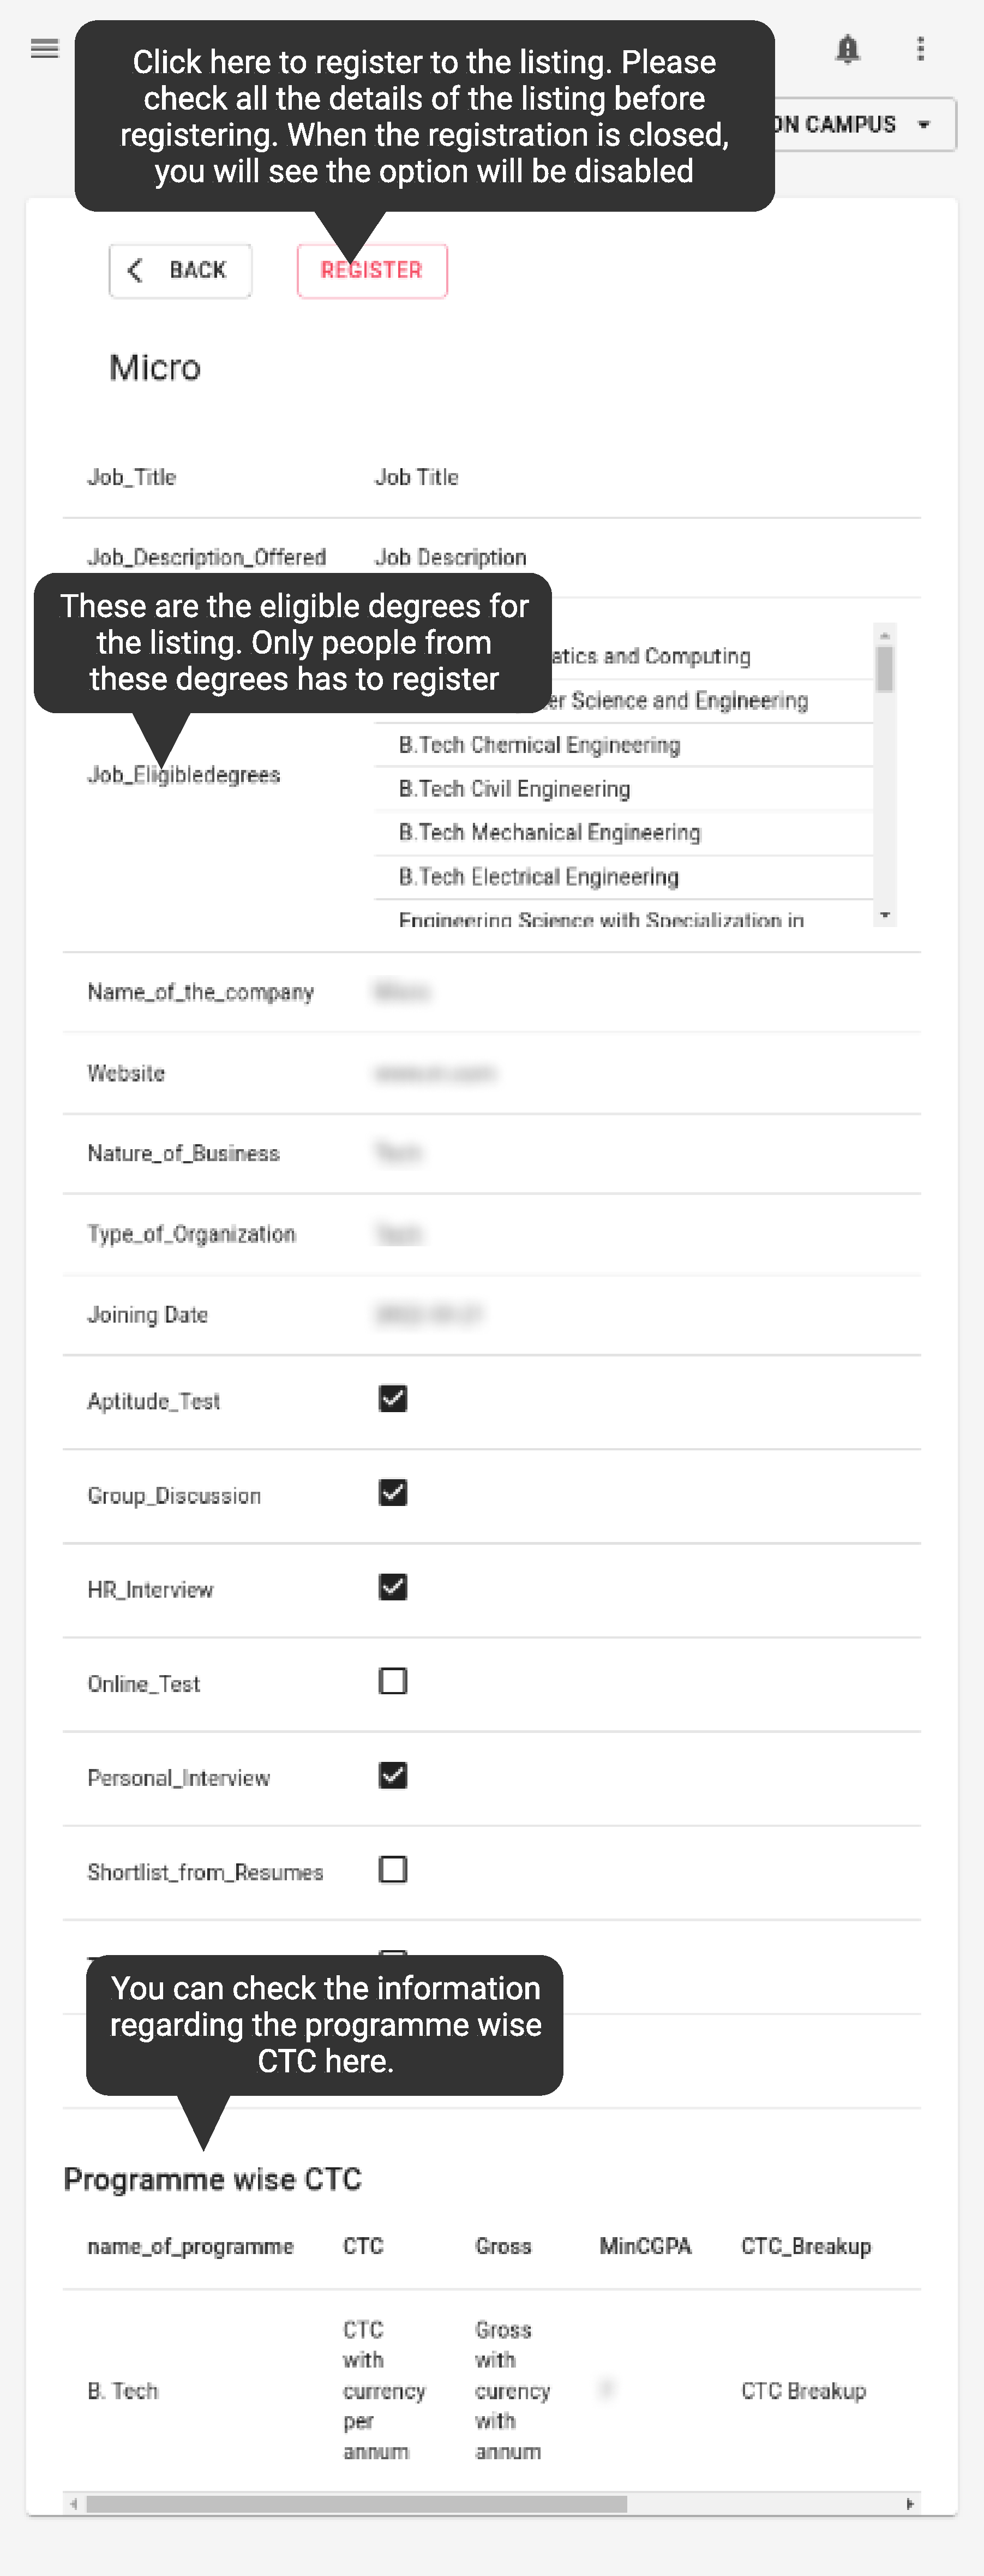 Click here to register to the listing. Please
check all the details of the listing before
registering. When the registration is closed,
you will see the option will be disabled
ON CAMPUS
BACK
REGISTER
Micro
Job_Title Job Title
Job_Description_Offered Job Description
These are the eligible degrees for
the listing. Only people from
these degrees has to register
atics and Computing
er Science and Engineering
B.Tech Chemical Engineering
Job_Eligibledegrees
B.Tech Civil Engineering
B.Tech Mechanical Engineering
B.Tech Electrical Engineering
Engineering Science with Specialization in
Name_of_the_company
Website
Nature_of_Business
Type_of_Organization
Joining Date
Aptitude_Test
Group_Discussion
HR_Interview
Online_Test
Personal_Interview
Shortlist_from_Resumes
You can check the information
regarding the programme wise
CTC here.
Programme wise CTC
name_of_programme CTC Gross MinCGPA CTC_Breakup
B. Tech
CTC
with
currency
per
annum
Gross
with
curency
with
annum
CTC Breakup